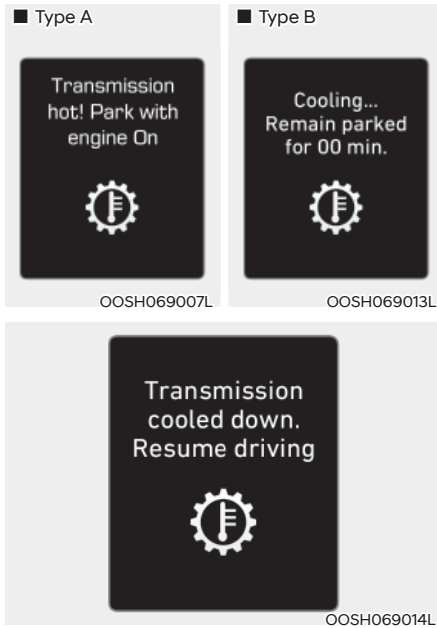 ■ Type A
Transmission
hot! Park with
engine On
OOSH069007L
■ Type B
Cooling...
Remain parked
for 00 min.
OOSH069013L
Transmission
cooled down.
Resume driving
OOSH069014L